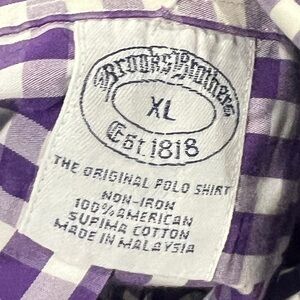 Brooks Brothers
XL
Est. 1818
THE ORIGINAL POLO SHIRT
NON-IRON
100% AMERICAN
SUPIMA COTTON
MADE IN MALAYSIA